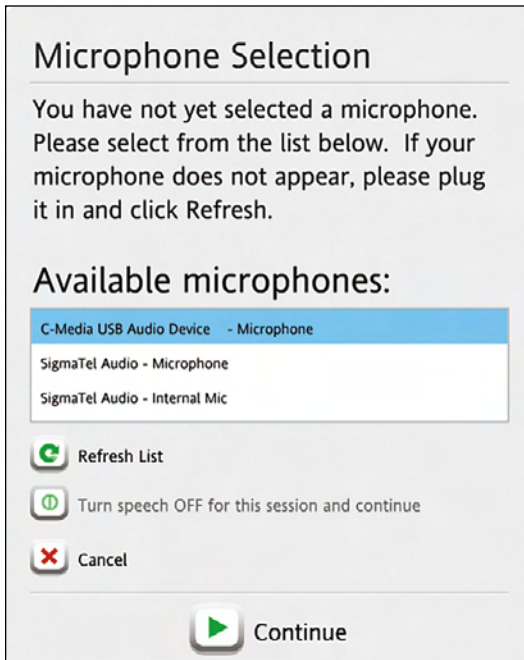 Microphone Selection
You have not yet selected a microphone.
Please select from the list below.  If your
microphone does not appear, please plug
it in and click Refresh.
Available microphones:
C-Media USB Audio Device    - Microphone
SigmaTel Audio - Microphone
SigmaTel Audio - Internal Mic
Refresh List
Turn speech OFF for this session and continue
Cancel
Continue